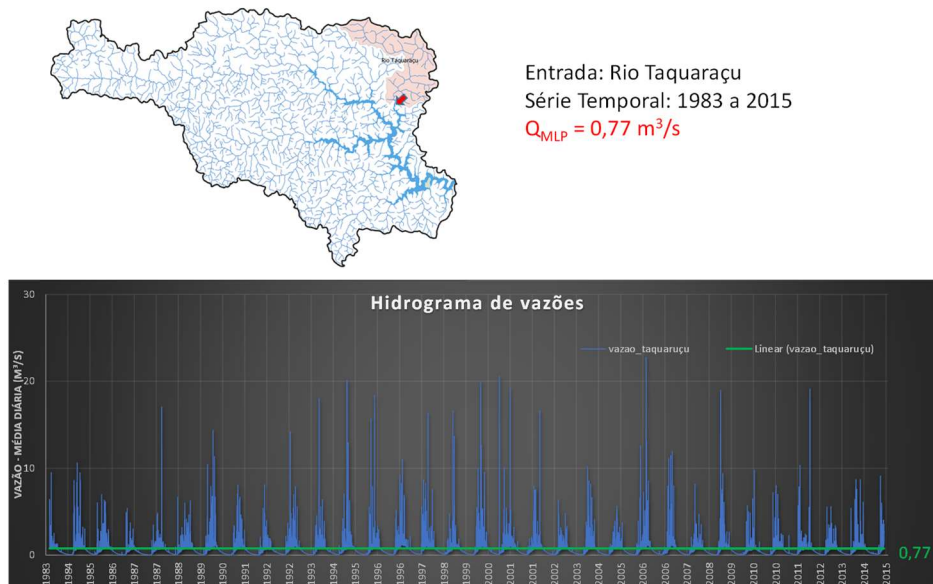 Rio Taquaraçu
Entrada: Rio Taquaraçu
Série Temporal: 1983 a 2015
QMLP = 0,77 m³/s
Hidrograma de vazões
vazao_taquaruçu
Linear (vazao_taquaruçu)
VAZÃO - MÉDIA DIÁRIA (M³/S)
30
20
10
0
0,77
1983 1984 1985 1986 1987 1987 1988 1989 1990 1991 1992 1992 1993 1994 1995 1996 1996 1997 1998 1999 2000 2001 2001 2002 2003 2004 2005 2006 2006 2007 2008 2009 2010 2010 2011 2012 2013 2014 2015